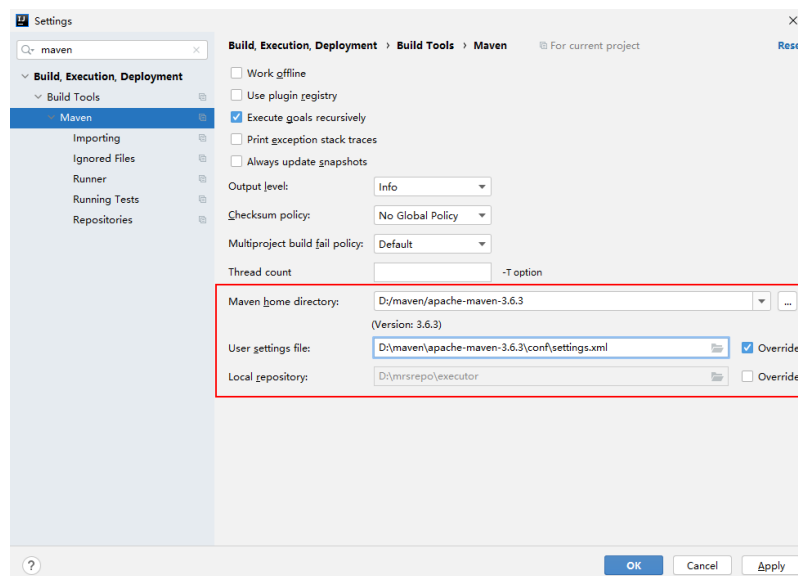 Settings
maven
Build, Execution, Deployment
Build Tools
Maven
Importing
Ignored Files
Runner
Running Tests
Repositories
Build, Execution, Deployment › Build Tools › Maven For current project Rese
Work offline
Use plugin registry
Execute goals recursively
Print exception stack traces
Always update snapshots
Output level: Info
Checksum policy: No Global Policy
Multiproject build fail policy: Default
Thread count -T option
Maven home directory: D:/maven/apache-maven-3.6.3 ...
(Version: 3.6.3)
User settings file: D:\maven\apache-maven-3.6.3\conf\settings.xml Override
Local repository: D:\mrsrepo\executor Override
? OK Cancel Apply